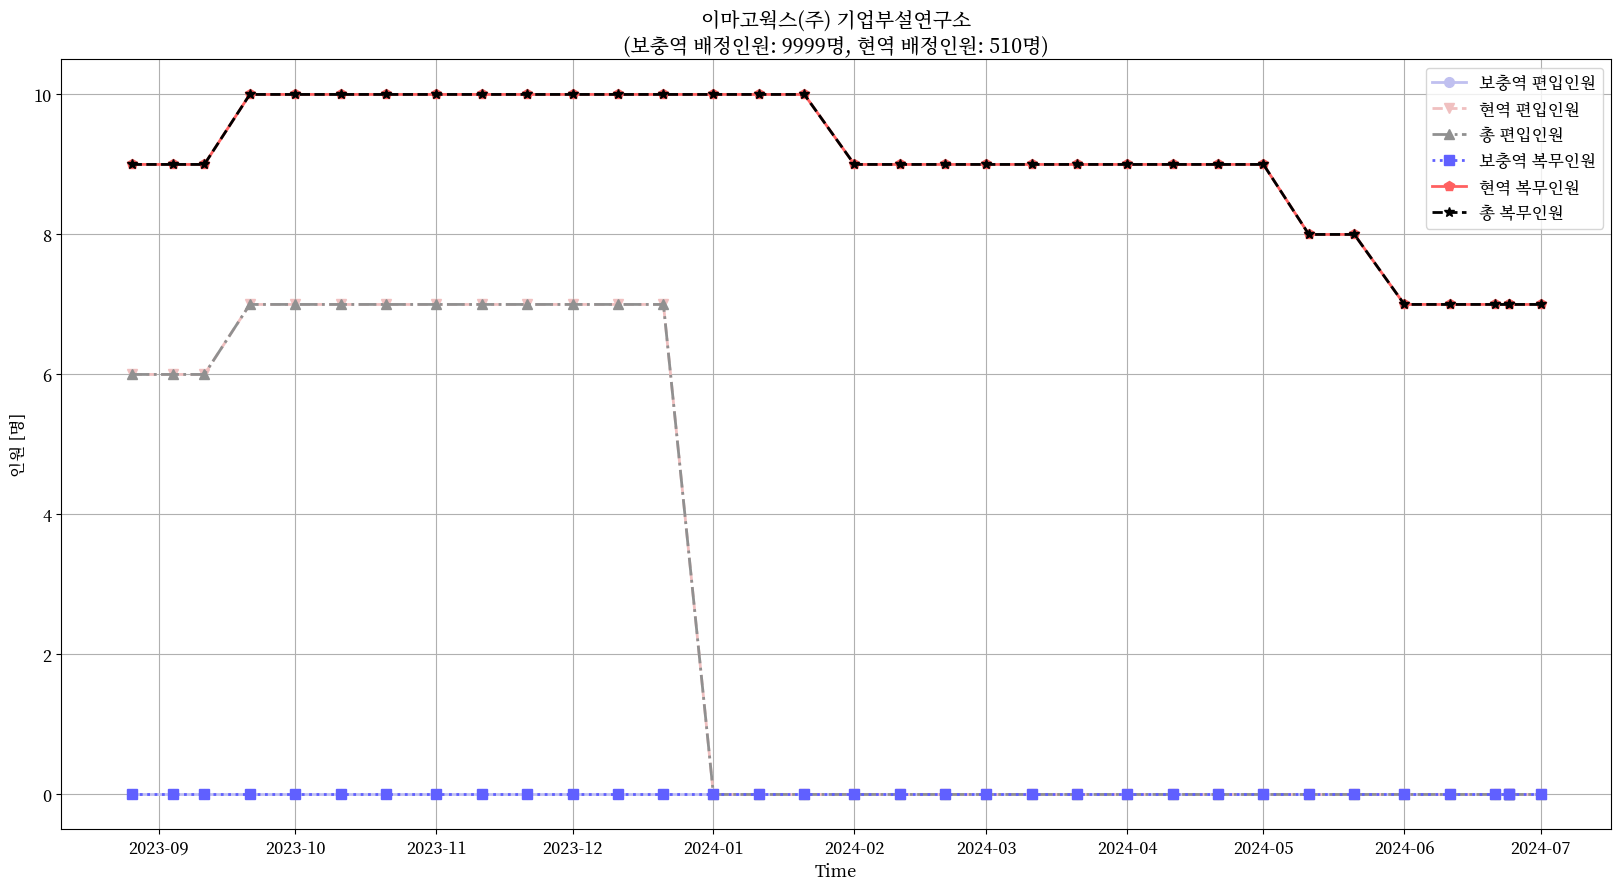 이마고웍스(주) 기업부설연구소
(보충역 배정인원: 9999명, 현역 배정인원: 510명)
보충역 편입인원
현역 편입인원
총 편입인원
보충역 복무인원
현역 복무인원
총 복무인원
인원 [명]
10
8
6
4
2
0
2023-09
2023-10
2023-11
2023-12
2024-01
2024-02
2024-03
2024-04
2024-05
2024-06
2024-07
Time